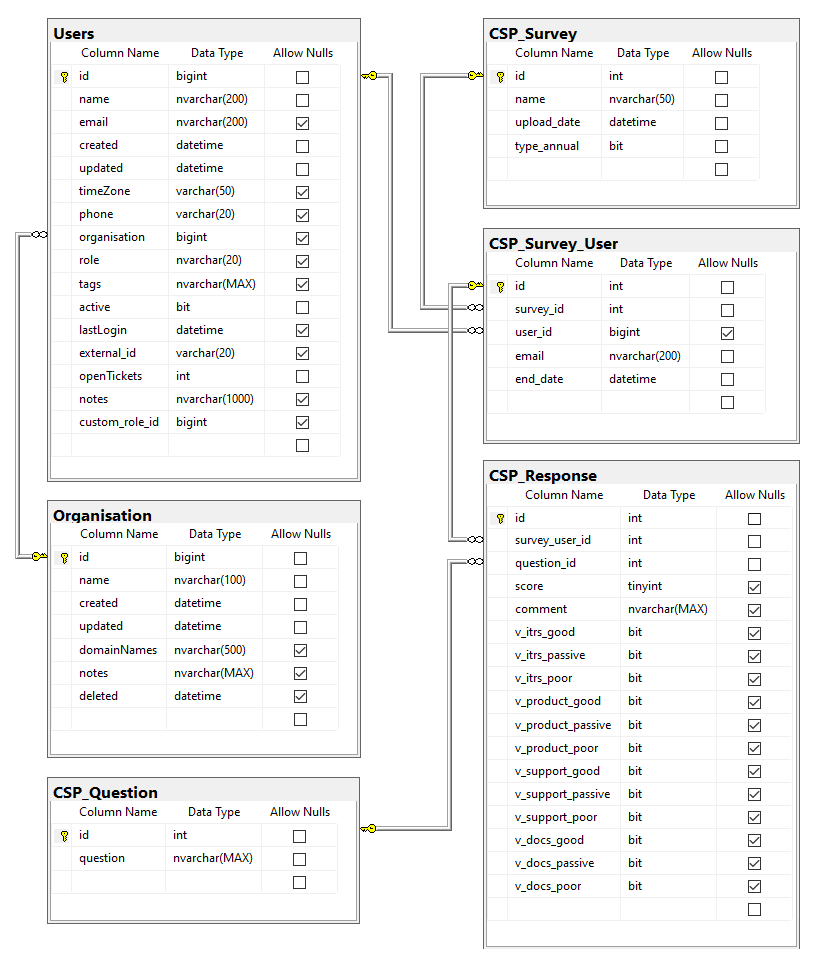 Users
Column Name Data Type Allow Nulls
id bigint
name nvarchar(200)
email nvarchar(200)
created datetime
updated datetime
timeZone varchar(50)
phone varchar(20)
organisation bigint
role nvarchar(20)
tags nvarchar(MAX)
active bit
lastLogin datetime
external_id varchar(20)
openTickets int
notes nvarchar(1000)
custom_role_id bigint
Organisation
Column Name Data Type Allow Nulls
id bigint
name nvarchar(100)
created datetime
updated datetime
domainNames nvarchar(500)
notes nvarchar(MAX)
deleted datetime
CSP_Question
Column Name Data Type Allow Nulls
id int
question nvarchar(MAX)
CSP_Survey
Column Name Data Type Allow Nulls
id int
name nvarchar(50)
upload_date datetime
type_annual bit
CSP_Survey_User
Column Name Data Type Allow Nulls
id int
survey_id int
user_id bigint
email nvarchar(200)
end_date datetime
CSP_Response
Column Name Data Type Allow Nulls
id int
survey_user_id int
question_id int
score tinyint
comment nvarchar(MAX)
v_itrs_good bit
v_itrs_passive bit
v_itrs_poor bit
v_product_good bit
v_product_passive bit
v_product_poor bit
v_support_good bit
v_support_passive bit
v_support_poor bit
v_docs_good bit
v_docs_passive bit
v_docs_poor bit